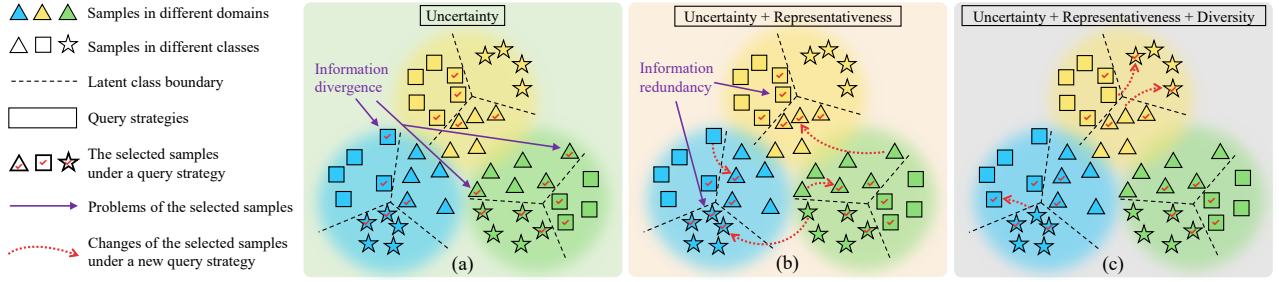 Samples in different domains
Samples in different classes
Latent class boundary
Query strategies
The selected samples
under a query strategy
Problems of the selected samples
Changes of the selected samples
under a new query strategy
Uncertainty
Information
divergence
(a)
Uncertainty + Representativeness
Information
redundancy
(b)
Uncertainty + Representativeness + Diversity
(c)